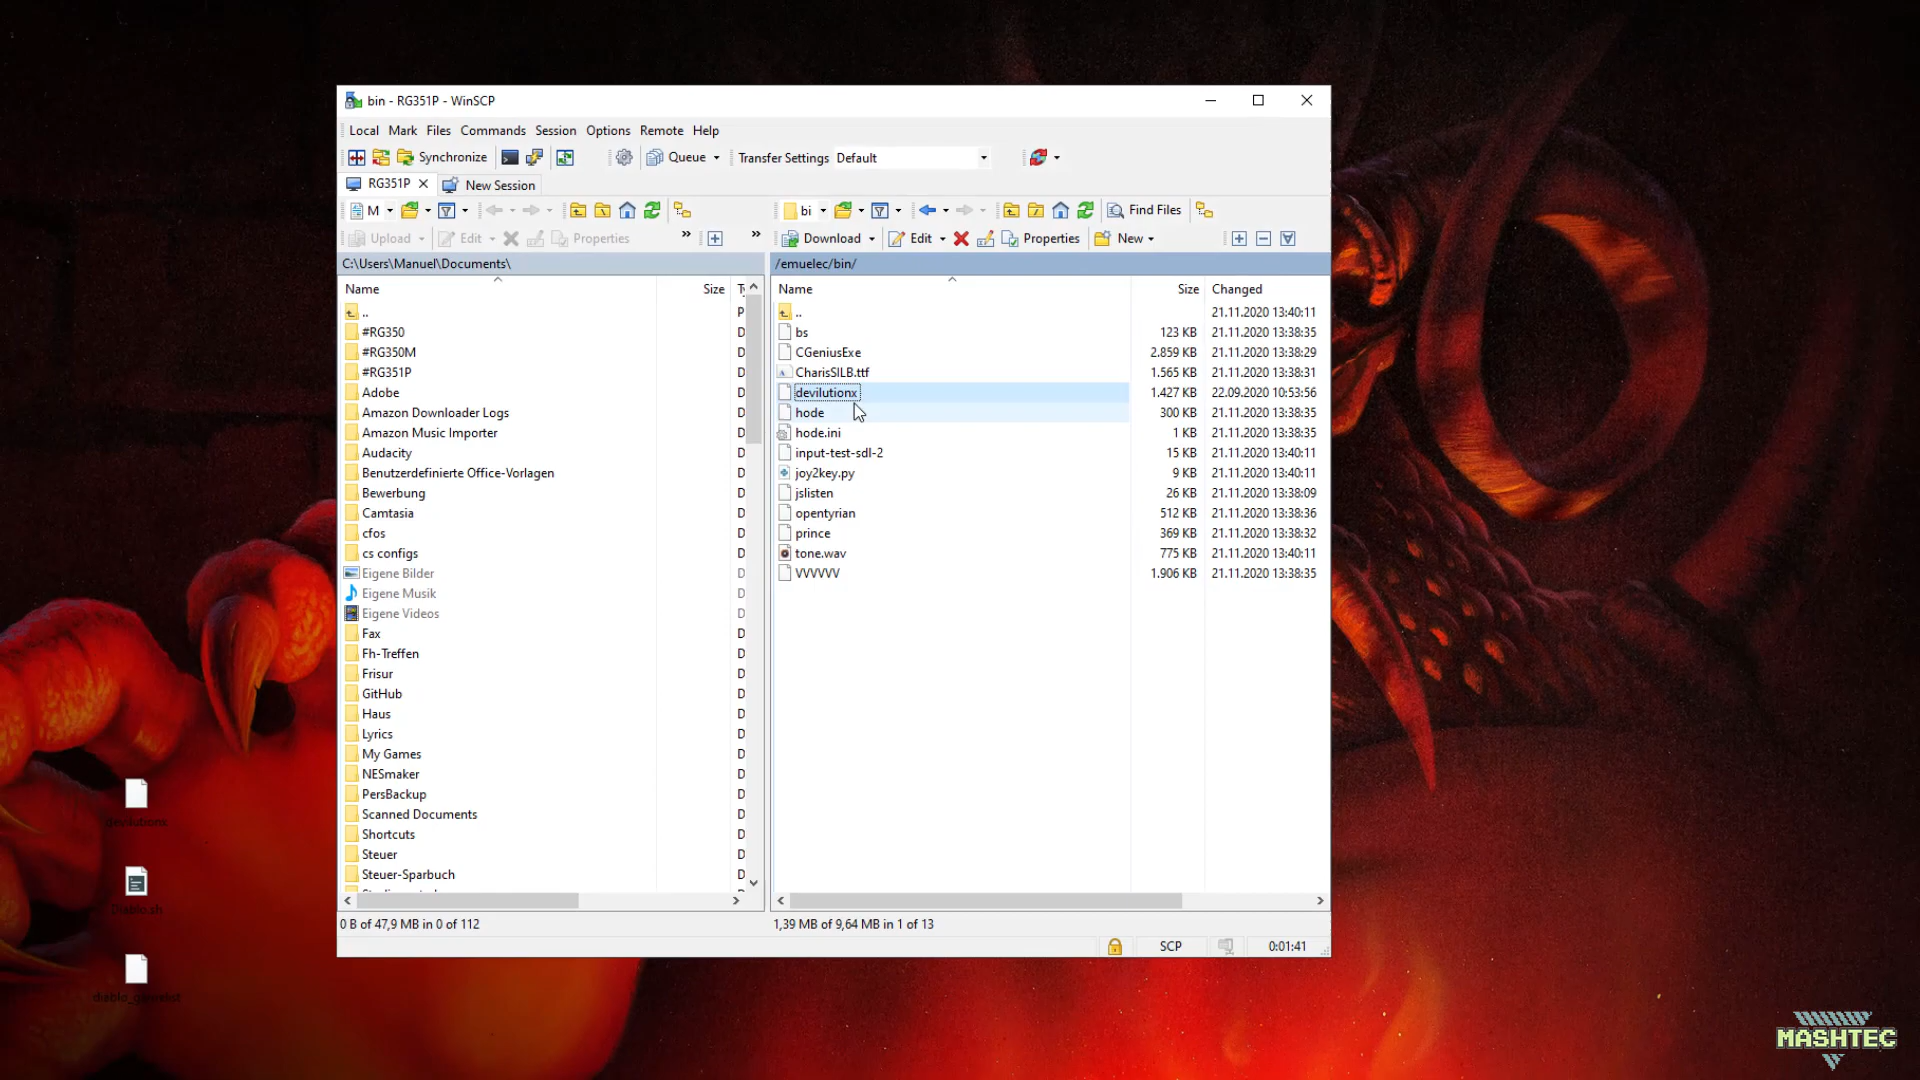 bin - RG351P - WinSCP
Local Mark Files Commands Session Options Remote Help
Synchronize Queue Transfer Settings Default
RG351P New Session
M bi Find Files
Upload Edit Properties » » Download Edit Properties New
C:\Users\Manuel\Documents\ /emuelec/bin/
Name Size Name Size Changed
.. P
#RG350 D
#RG350M D
#RG351P D
Adobe D
Amazon Downloader Logs D
Amazon Music Importer D
Audacity D
Benutzerdefinierte Office-Vorlagen D
Bewerbung D
Camtasia D
cfos D
cs configs D
Eigene Bilder D
Eigene Musik D
Eigene Videos D
Fax D
Fh-Treffen D
Frisur D
GitHub D
Haus D
Lyrics D
My Games D
NESmaker D
PersBackup D
Scanned Documents D
Shortcuts D
Steuer D
Steuer-Sparbuch D
.. 21.11.2020 13:40:11
bs 123 KB 21.11.2020 13:38:35
CGeniusExe 2.859 KB 21.11.2020 13:38:29
CharisSILB.ttf 1.565 KB 21.11.2020 13:38:31
devilutionx 1.427 KB 22.09.2020 10:53:56
hode 300 KB 21.11.2020 13:38:35
hode.ini 1 KB 21.11.2020 13:38:35
input-test-sdl-2 15 KB 21.11.2020 13:40:11
joy2key.py 9 KB 21.11.2020 13:40:11
jslisten 26 KB 21.11.2020 13:38:09
opentyrian 512 KB 21.11.2020 13:38:36
prince 369 KB 21.11.2020 13:38:32
tone.wav 775 KB 21.11.2020 13:40:11
VVVVVV 1.906 KB 21.11.2020 13:38:35
0 B of 47,9 MB in 0 of 112 1,39 MB of 9,64 MB in 1 of 13
SCP 0:01:41
devilutionx
Diablo.sh
diablo_gamelist
MASHTEC